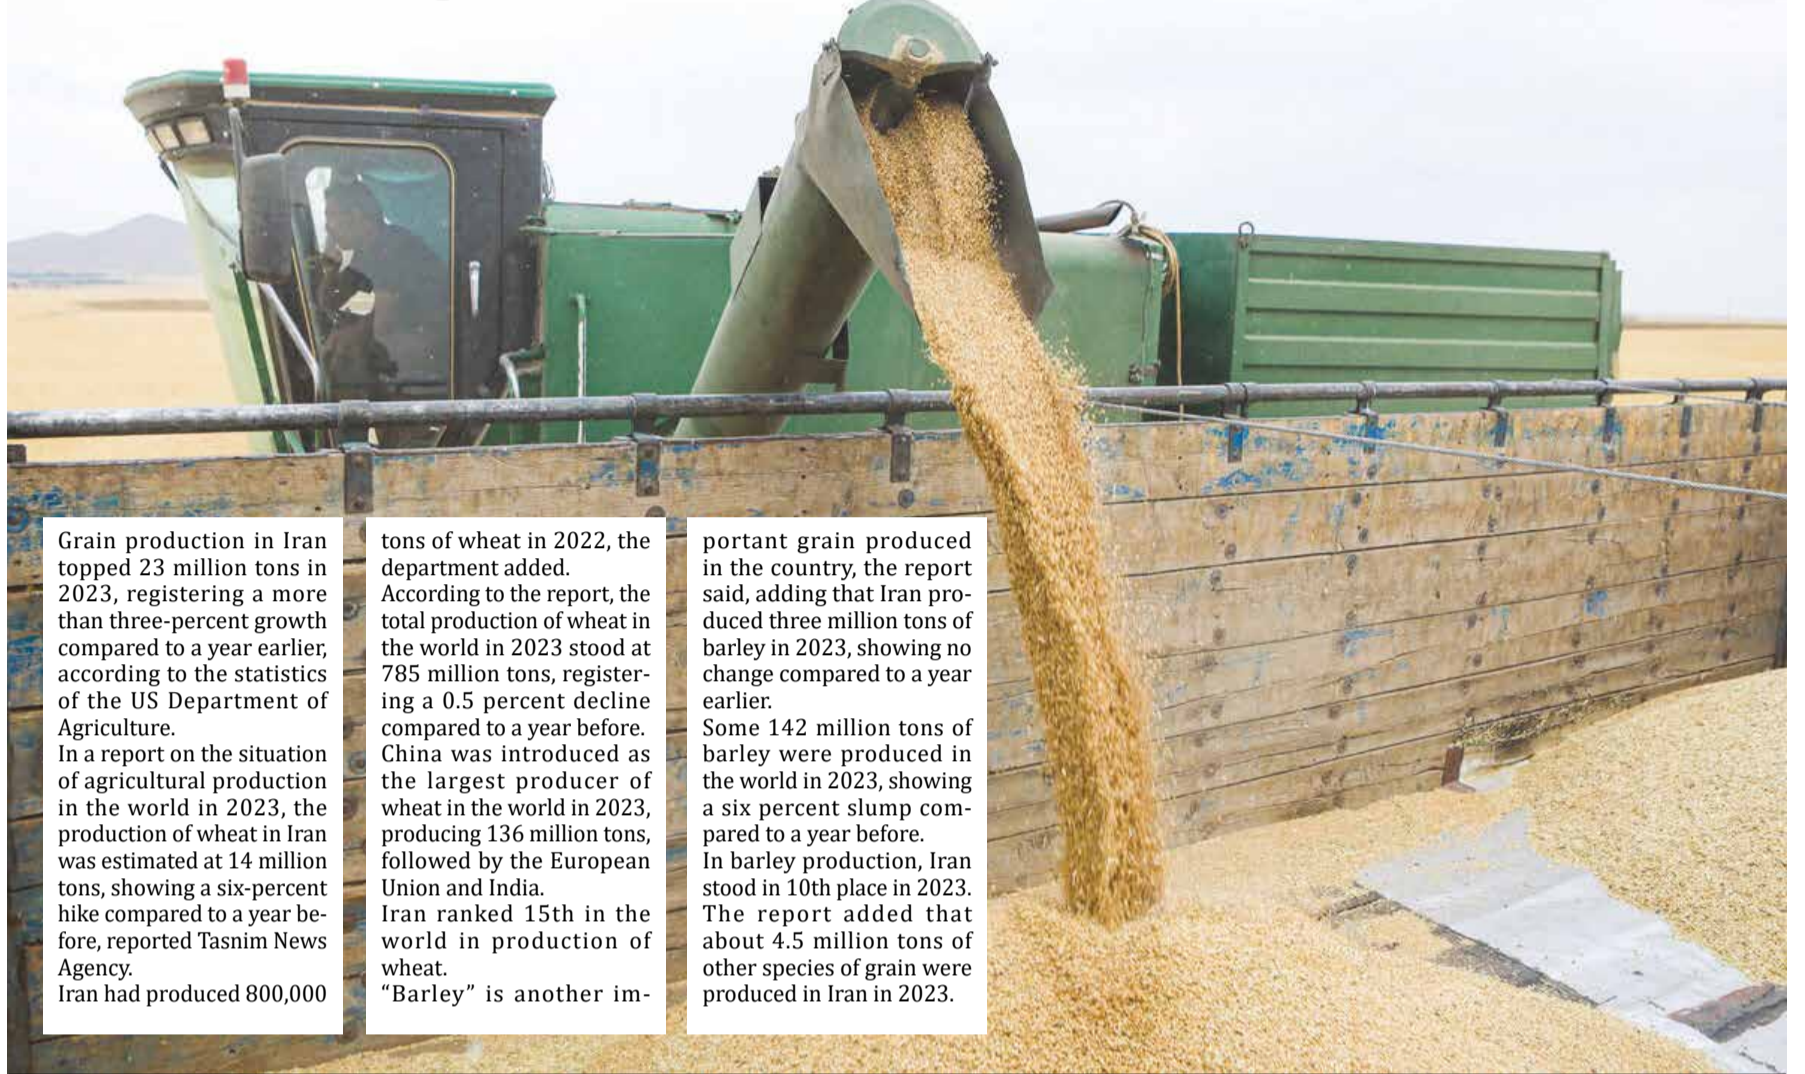 Grain production in Iran
topped 23 million tons in
2023, registering a more
than three-percent growth
compared to a year earlier,
according to the statistics
of the US Department of
Agriculture.
In a report on the situation
of agricultural production
in the world in 2023, the
production of wheat in Iran
was estimated at 14 million
tons, showing a six-percent
hike compared to a year be-
fore, reported Tasnim News
Agency.
Iran had produced 800,000
tons of wheat in 2022, the
department added.
According to the report, the
total production of wheat in
the world in 2023 stood at
785 million tons, register-
ing a 0.5 percent decline
compared to a year before.
China was introduced as
the largest producer of
wheat in the world in 2023,
producing 136 million tons,
followed by the European
Union and India.
Iran ranked 15th in the
world in production of
wheat.
“Barley” is another im-
portant grain produced
in the country, the report
said, adding that Iran pro-
duced three million tons of
barley in 2023, showing no
change compared to a year
earlier.
Some 142 million tons of
barley were produced in
the world in 2023, showing
a six percent slump com-
pared to a year before.
In barley production, Iran
stood in 10th place in 2023.
The report added that
about 4.5 million tons of
other species of grain were
produced in Iran in 2023.